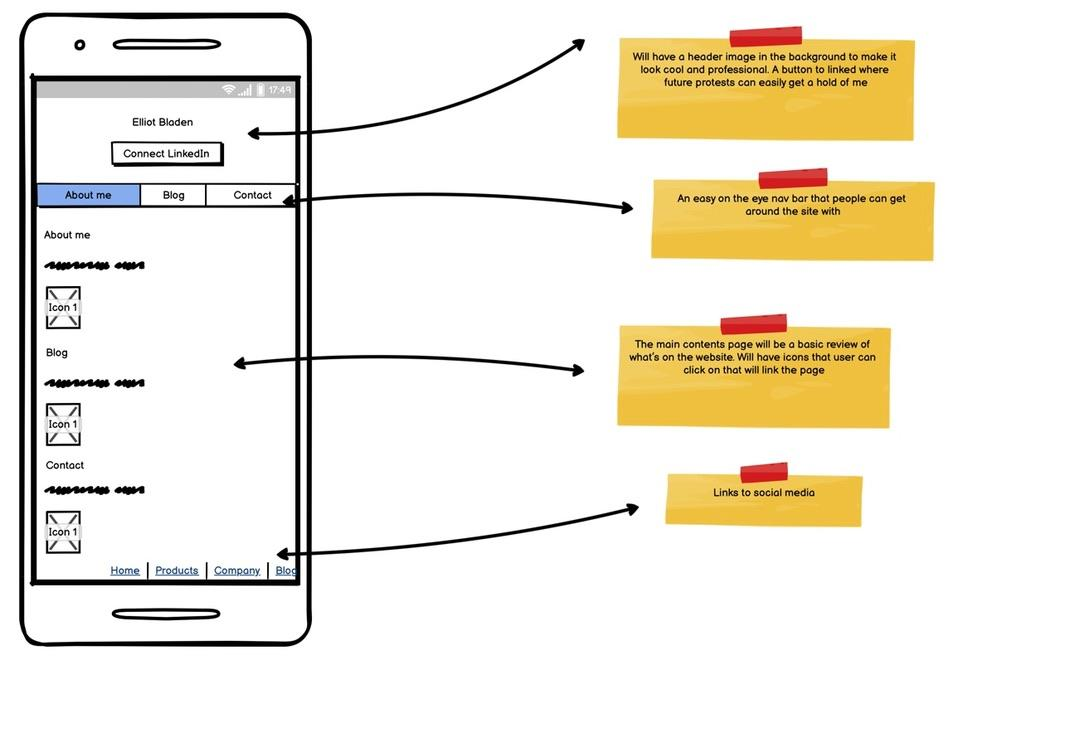 17:49
Elliot Bladen
Connect LinkedIn
About me Blog Contact
About me
Icon 1
Blog
Icon 1
Contact
Icon 1
Home Products Company Blog
Will have a header image in the background to make it
look cool and professional. A button to linked where
future protests can easily get a hold of me
An easy on the eye nav bar that people can get
around the site with
The main contents page will be a basic review of
what's on the website. Will have icons that user can
click on that will link the page
Links to social media